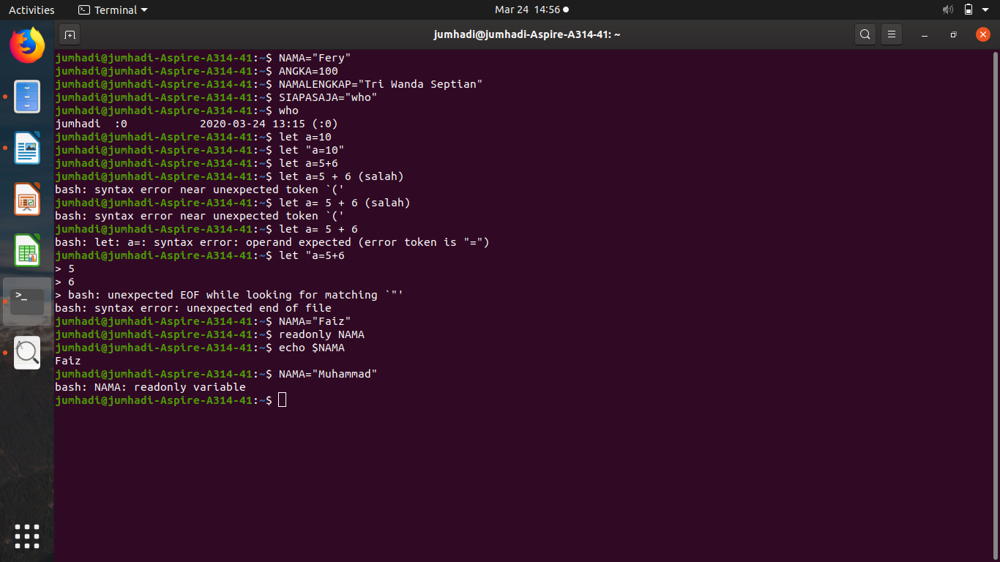 Activities Terminal Mar 24 14:56
jumhadi@jumhadi-Aspire-A314-41: ~
jumhadi@jumhadi-Aspire-A314-41:~$ NAMA="Fery"
jumhadi@jumhadi-Aspire-A314-41:~$ ANGKA=100
jumhadi@jumhadi-Aspire-A314-41:~$ NAMALENGKAP="Tri Wanda Septian"
jumhadi@jumhadi-Aspire-A314-41:~$ SIAPASAJA="who"
jumhadi@jumhadi-Aspire-A314-41:~$ who
jumhadi  :0           2020-03-24 13:15 (:0)
jumhadi@jumhadi-Aspire-A314-41:~$ let a=10
jumhadi@jumhadi-Aspire-A314-41:~$ let "a=10"
jumhadi@jumhadi-Aspire-A314-41:~$ let a=5+6
jumhadi@jumhadi-Aspire-A314-41:~$ let a=5 + 6 (salah)
bash: syntax error near unexpected token `('
jumhadi@jumhadi-Aspire-A314-41:~$ let a= 5 + 6 (salah)
bash: syntax error near unexpected token `('
jumhadi@jumhadi-Aspire-A314-41:~$ let a= 5 + 6
bash: let: a=: syntax error: operand expected (error token is "=")
jumhadi@jumhadi-Aspire-A314-41:~$ let "a=5+6
> 5
> 6
> bash: unexpected EOF while looking for matching `"'
bash: syntax error: unexpected end of file
jumhadi@jumhadi-Aspire-A314-41:~$ NAMA="Faiz"
jumhadi@jumhadi-Aspire-A314-41:~$ readonly NAMA
jumhadi@jumhadi-Aspire-A314-41:~$ echo $NAMA
Faiz
jumhadi@jumhadi-Aspire-A314-41:~$ NAMA="Muhammad"
bash: NAMA: readonly variable
jumhadi@jumhadi-Aspire-A314-41:~$